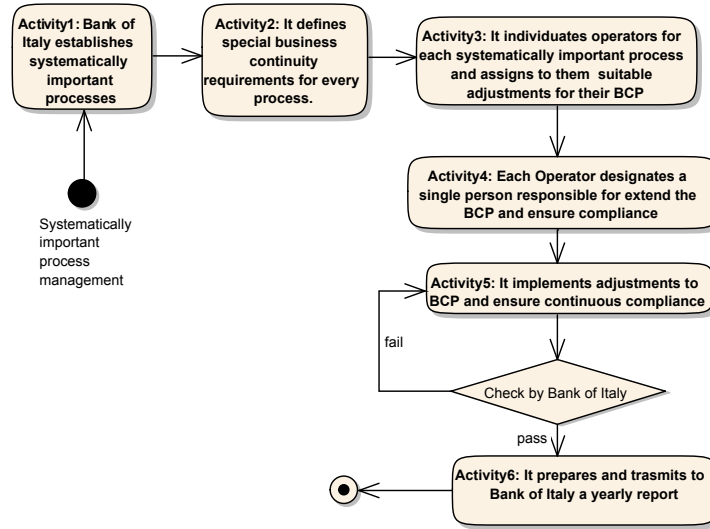 Activity1: Bank of
Italy establishes
systematically
important
processes
Activity2: It defines
special business
continuity
requirements for every
process.
Activity3: It individuates operators for
each systematically important process
and assigns to them suitable
adjustments for their BCP
Systematically
important
process
management
Activity4: Each Operator designates a
single person responsible for extend the
BCP and ensure compliance
Activity5: It implements adjustments to
BCP and ensure continuous compliance
fail
Check by Bank of Italy
pass
Activity6: It prepares and trasmits to
Bank of Italy a yearly report